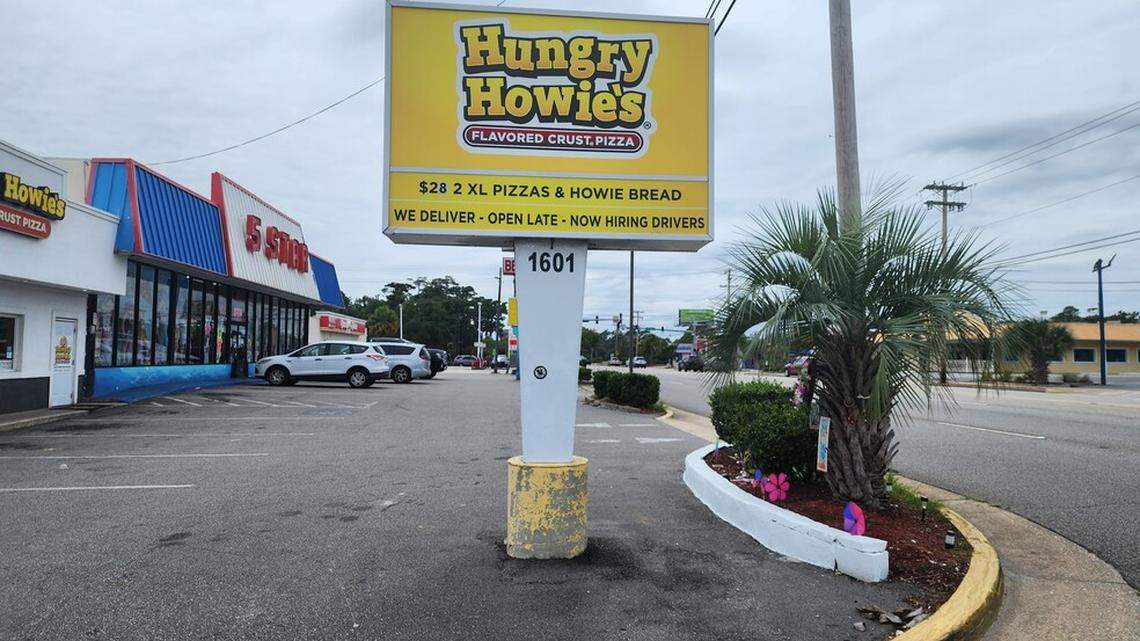 Hungry
Howie's
FLAVORED CRUST PIZZA
$28 2 XL PIZZAS & HOWIE BREAD
WE DELIVER - OPEN LATE - NOW HIRING DRIVERS
1601
Howie's
CRUST PIZZA
5 STAR
BE